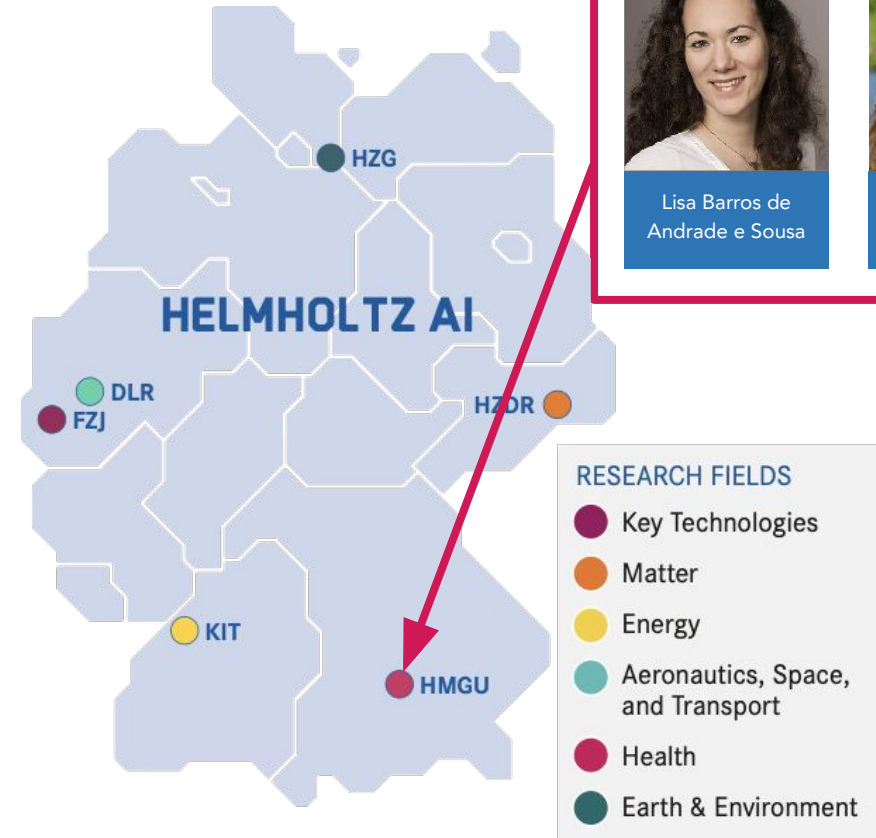 Lisa Barros de
Andrade e Sousa
HZG
HELMHOLTZ AI
DLR
FZJ
HZDR
KIT
HMGU
RESEARCH FIELDS
Key Technologies
Matter
Energy
Aeronautics, Space,
and Transport
Health
Earth & Environment